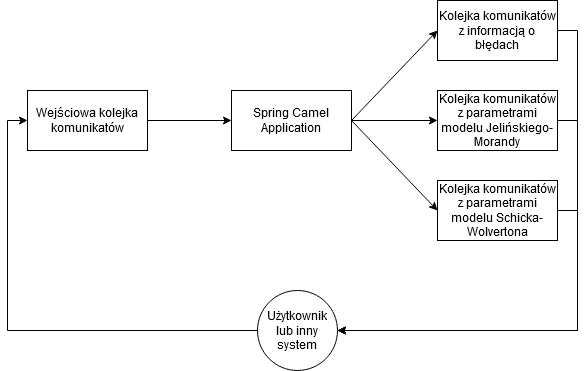 Kolejka komunikatów
z informacją o
błędach
Wejściowa kolejka
komunikatów
Spring Camel
Application
Kolejka komunikatów
z parametrami
modelu Jelińskiego-
Morandy
Kolejka komunikatów
z parametrami
modelu Schicka-
Wolvertona
Użytkownik
lub inny
system